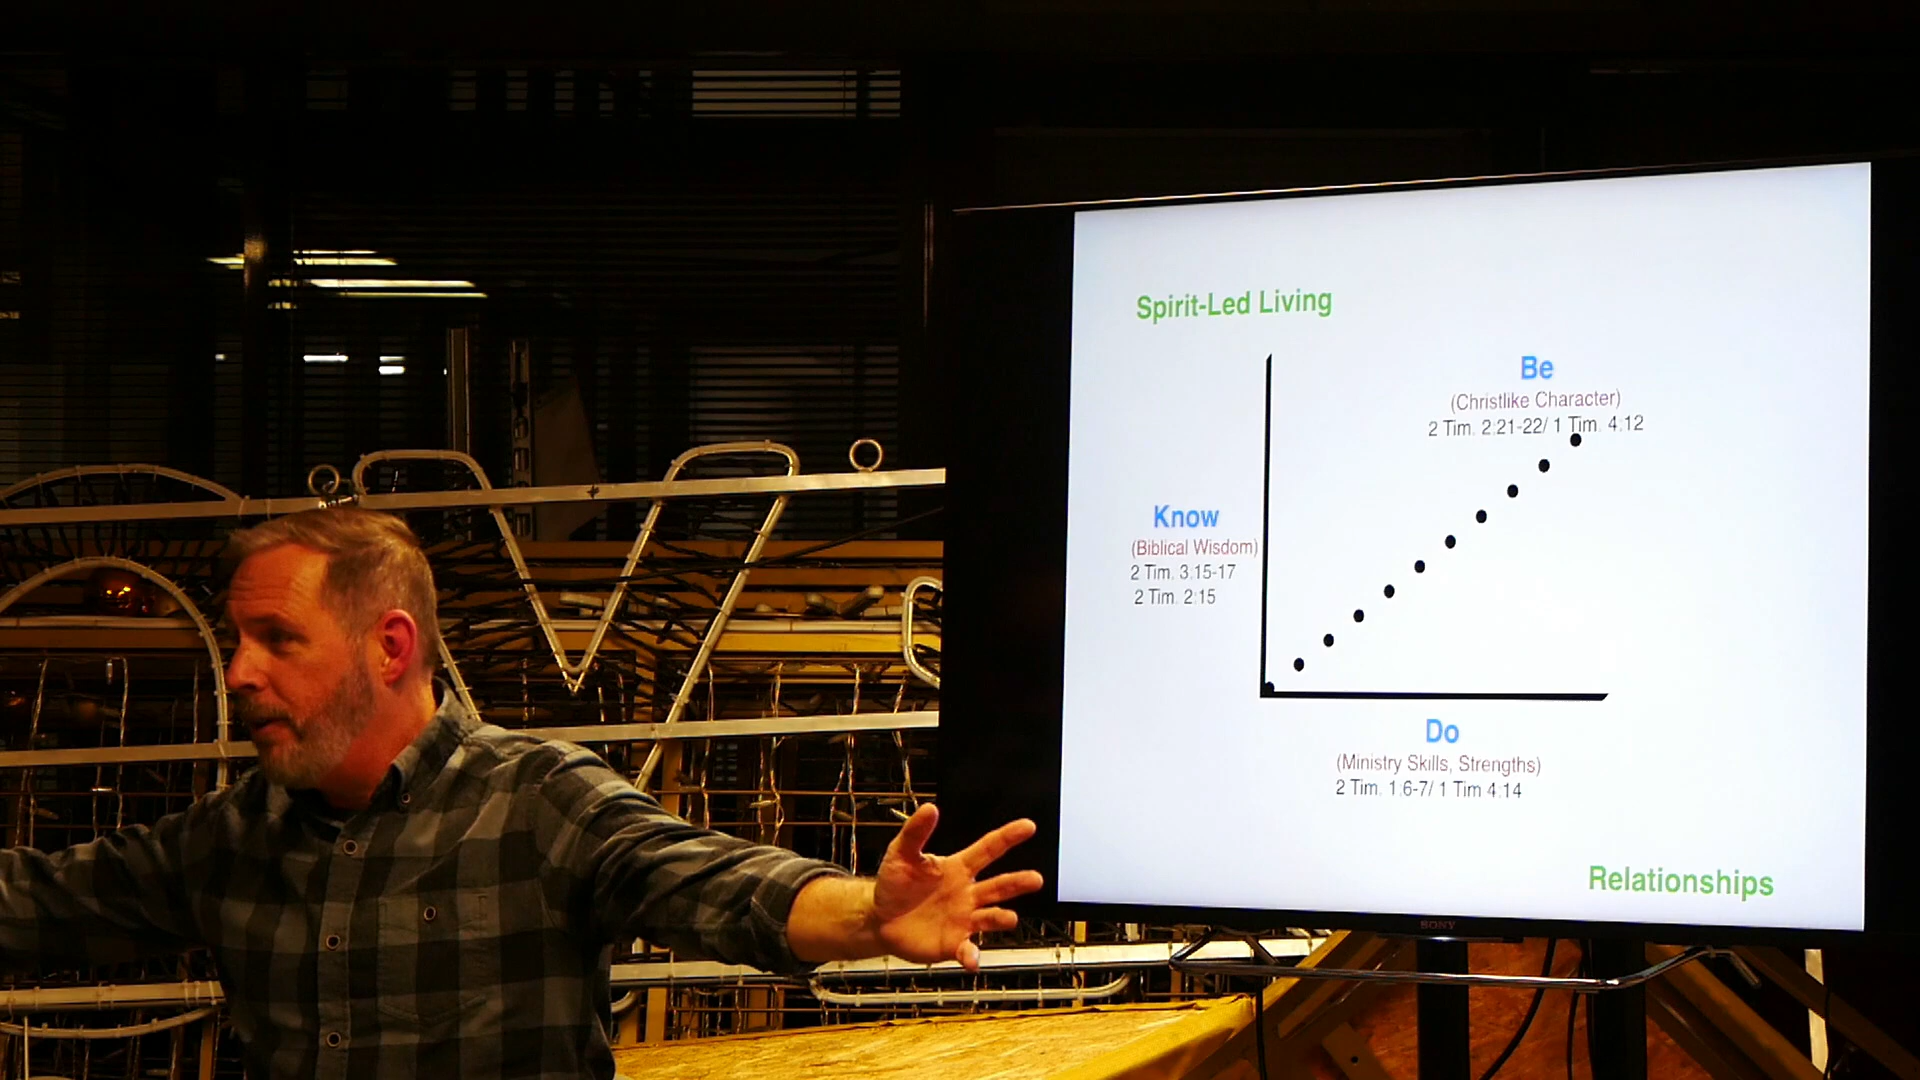 Spirit-Led Living
Be
(Christlike Character)
2 Tim. 2:21-22/ 1 Tim. 4:12
Know
(Biblical Wisdom)
2 Tim. 3:15-17
2 Tim. 2:15
Do
(Ministry Skills, Strengths)
2 Tim. 1:6-7/ 1 Tim 4:14
Relationships
SONY